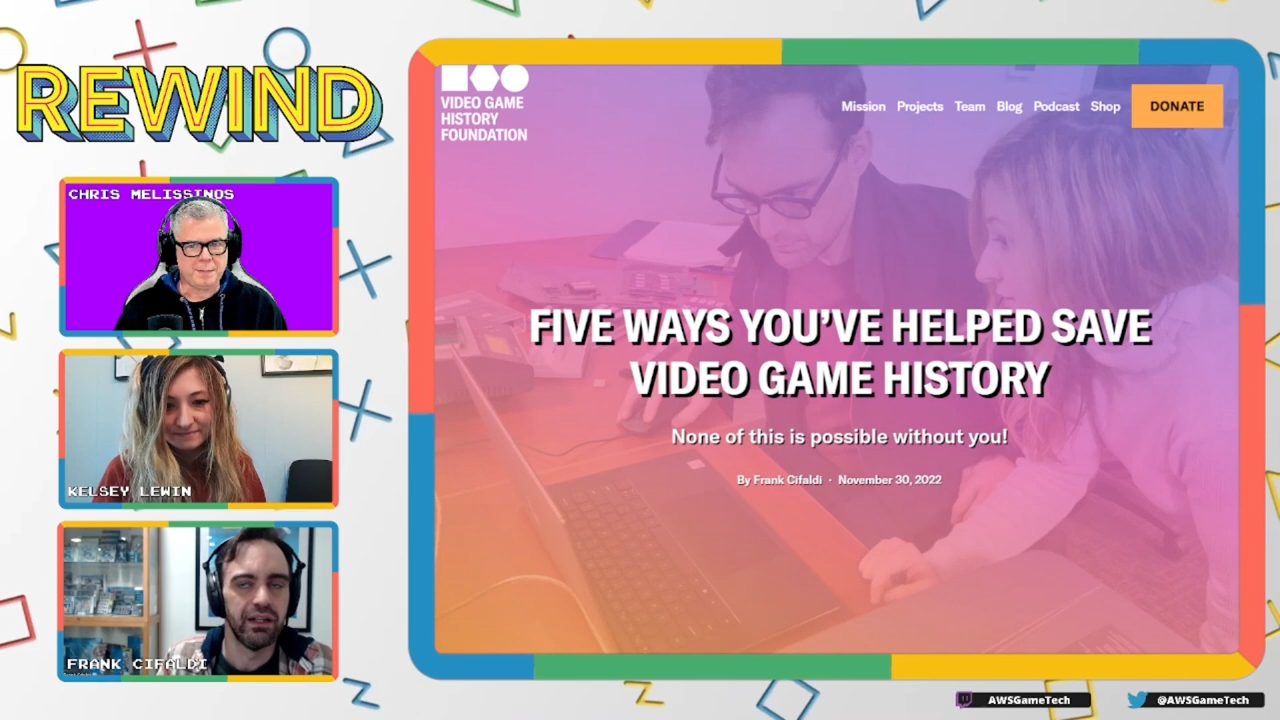 REWIND
CHRIS MELISSINOS
KELSEY LEWIN
FRANK CIFALDI
VIDEO GAME
HISTORY
FOUNDATION
Mission Projects Team Blog Podcast Shop DONATE
FIVE WAYS YOU'VE HELPED SAVE
VIDEO GAME HISTORY
None of this is possible without you!
By Frank Cifaldi · November 30, 2022
AWSGameTech
@AWSGameTech